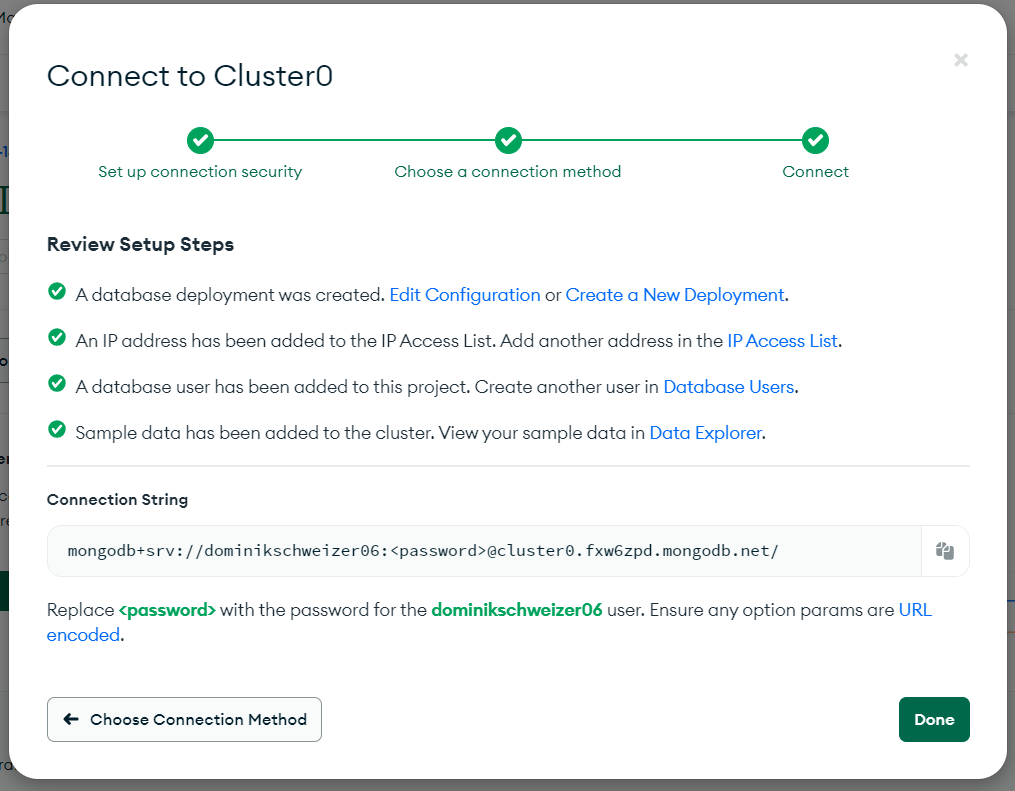 Connect to Cluster0
Set up connection security
Choose a connection method
Connect
Review Setup Steps
A database deployment was created. Edit Configuration or Create a New Deployment.
An IP address has been added to the IP Access List. Add another address in the IP Access List.
A database user has been added to this project. Create another user in Database Users.
Sample data has been added to the cluster. View your sample data in Data Explorer.
Connection String
mongodb+srv://dominikschweizer06:<password>@cluster0.fxw6zpd.mongodb.net/
Replace <password> with the password for the dominikschweizer06 user. Ensure any option params are URL
encoded.
Choose Connection Method
Done